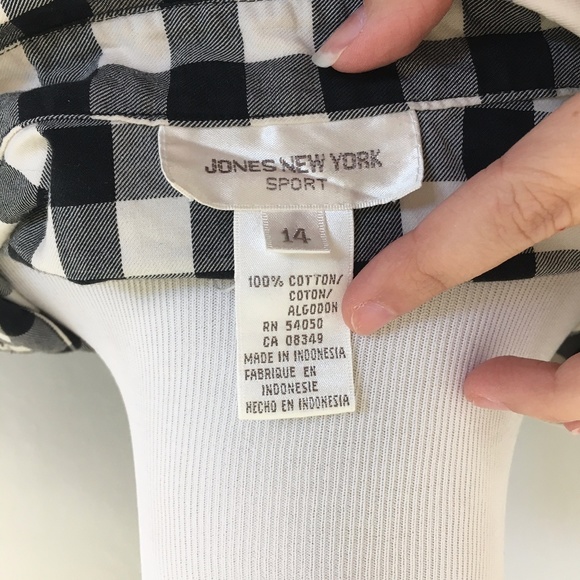 JONES NEW YORK
SPORT
14
100% COTTON/
COTON/
ALGODON
RN 54050
CA 08349
MADE IN INDONESIA
FABRIQUE EN
INDONESIE
HECHO EN INDONESIA